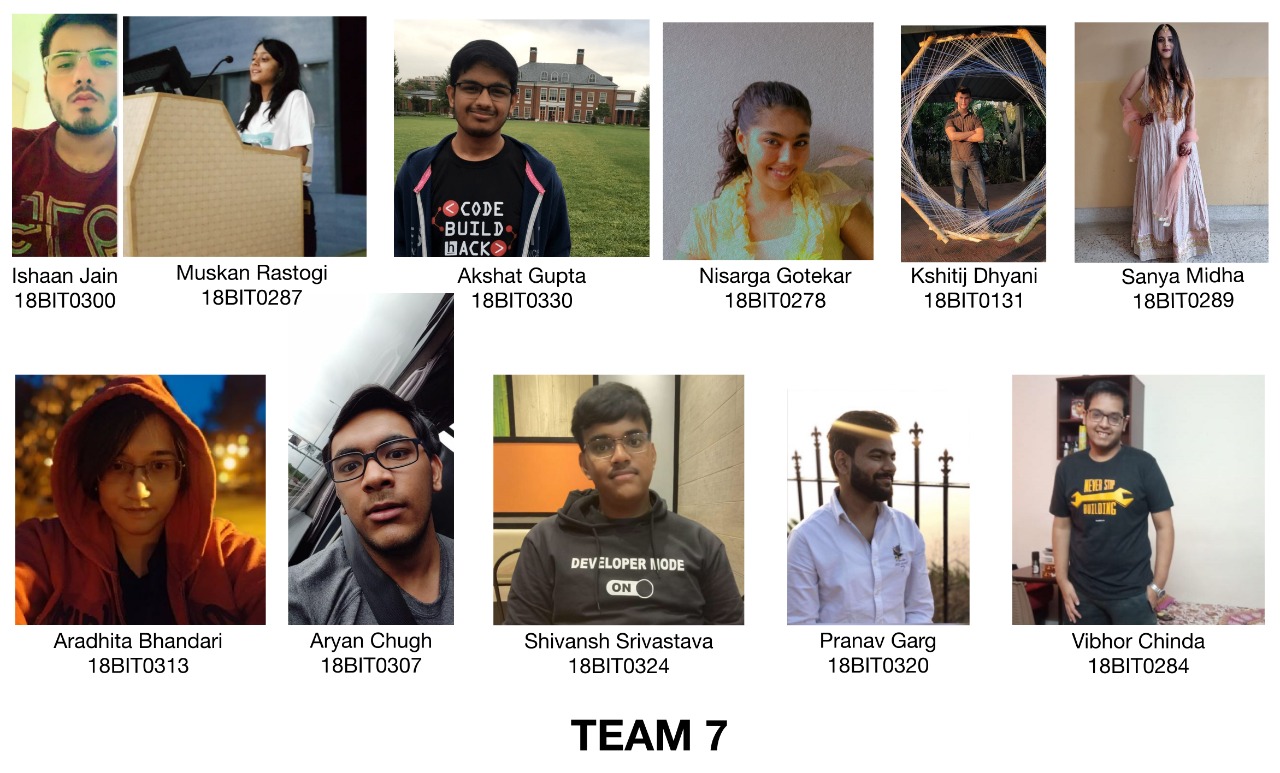 CODE
BUILD
HACK
Ishaan Jain
18BIT0300
Muskan Rastogi
18BIT0287
Akshat Gupta
18BIT0330
Nisarga Gotekar
18BIT0278
Kshitij Dhyani
18BIT0131
Sanya Midha
18BIT0289
DEVELOPER MODE
ON
NEVER STOP
BUILDING
Aradhita Bhandari
18BIT0313
Aryan Chugh
18BIT0307
Shivansh Srivastava
18BIT0324
Pranav Garg
18BIT0320
Vibhor Chinda
18BIT0284
TEAM 7